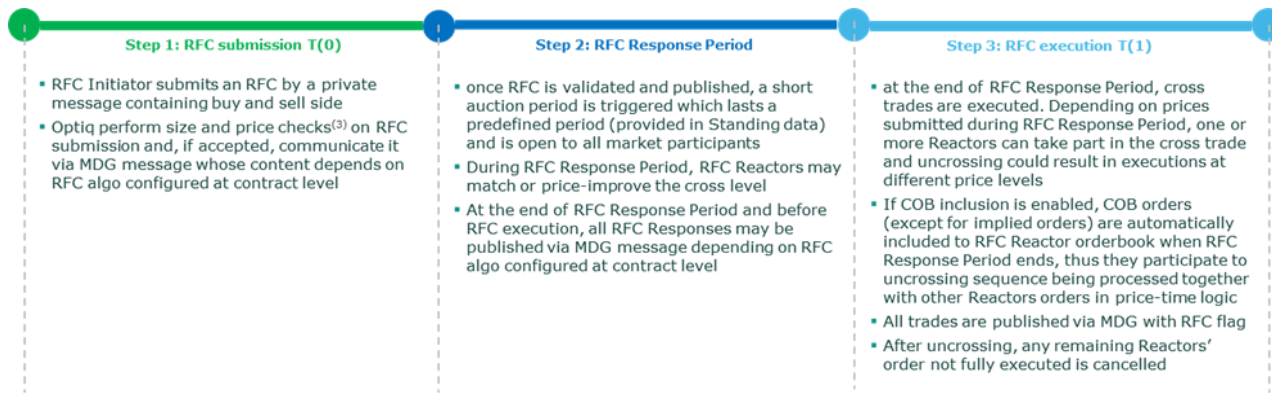 Step 1: RFC submission T(0)
▪ RFC Initiator submits an RFC by a private
message containing buy and sell side
▪ Optiq perform size and price checks(3) on RFC
submission and, if accepted, communicate it
via MDG message whose content depends on
RFC algo configured at contract level
Step 2: RFC Response Period
▪ once RFC is validated and published, a short
auction period is triggered which lasts a
predefined period (provided in Standing data)
and is open to all market participants
▪ During RFC Response Period, RFC Reactors may
match or price-improve the cross level
▪ At the end of RFC Response Period and before
RFC execution, all RFC Responses may be
published via MDG message depending on RFC
algo configured at contract level
Step 3: RFC execution T(1)
▪ at the end of RFC Response Period, cross
trades are executed. Depending on prices
submitted during RFC Response Period, one or
more Reactors can take part in the cross trade
and uncrossing could result in executions at
different price levels
▪ If COB inclusion is enabled, COB orders
(except for implied orders) are automatically
included to RFC Reactor orderbook when RFC
Response Period ends, thus they participate to
uncrossing sequence being processed together
with other Reactors orders in price-time logic
▪ All trades are published via MDG with RFC flag
▪ After uncrossing, any remaining Reactors'
order not fully executed is cancelled